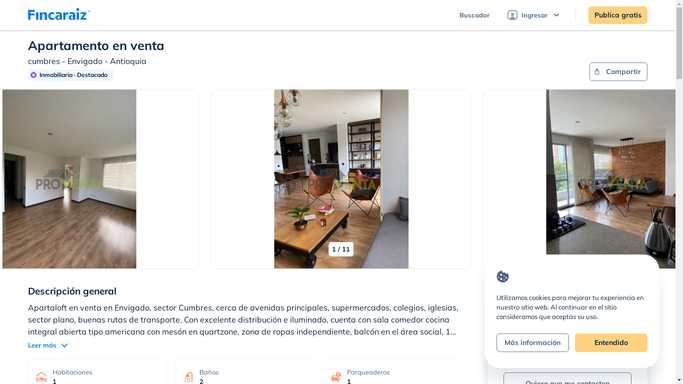 Fincaraiz
Buscador
Ingresar
Publica gratis
Apartamento en venta
cumbres - Envigado - Antioquia
Inmobiliaria · Destacado
Compartir
1 / 11
Descripción general
Apartaloft en venta en Envigado, sector Cumbres, cerca de avenidas principales, supermercados, colegios, iglesias,
sector plano, buenas rutas de transporte. Con excelente distribución e iluminado, cuenta con sala comedor cocina
integral abierta tipo americana con mesón en quartzone, zona de ropas independiente, balcón en el área social, 1...
Leer más
Habitaciones
1
Baños
2
Parqueaderos
1
Utilizamos cookies para mejorar tu experiencia en
nuestro sitio web. Al continuar en el sitio
consideramos que aceptas su uso.
Más información
Entendido
Quiero que me contacten